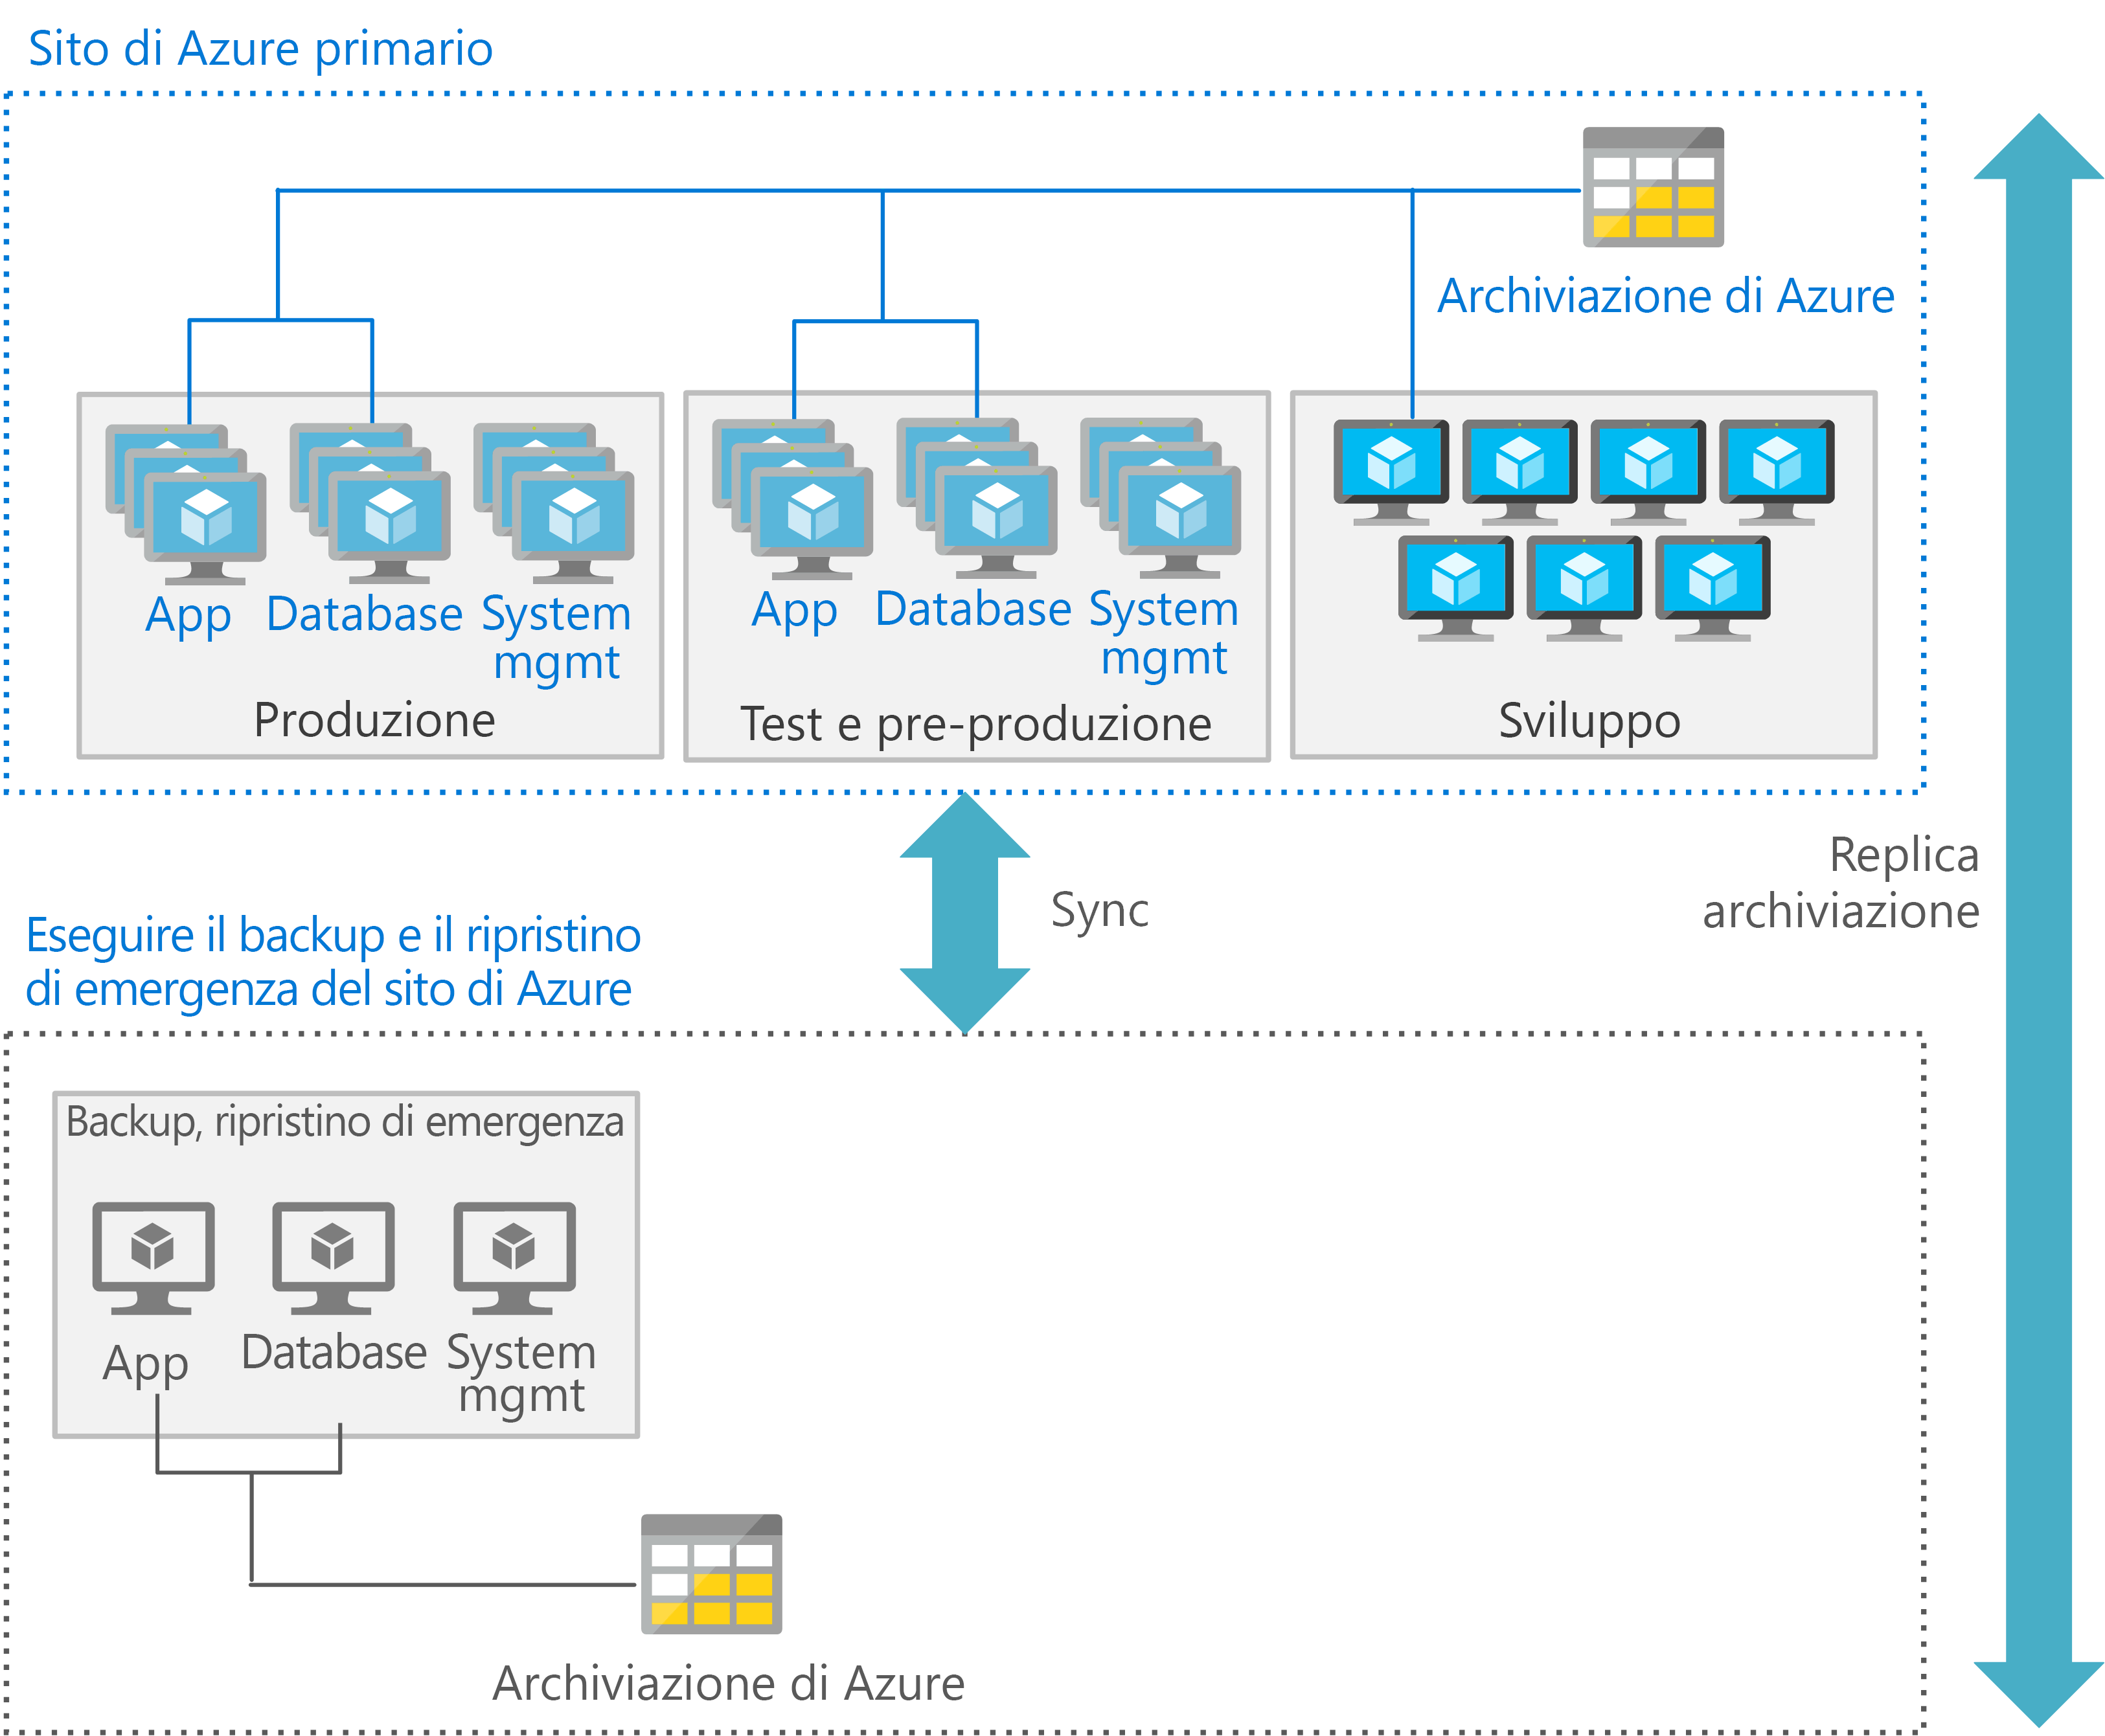 Sito di Azure primario
Archiviazione di Azure
App
Database
System
mgmt
Produzione
App
Database
System
mgmt
Test e pre-produzione
Sviluppo
Sync
Replica
archiviazione
Eseguire il backup e il ripristino
di emergenza del sito di Azure
Backup, ripristino di emergenza
App
Database
System
mgmt
Archiviazione di Azure